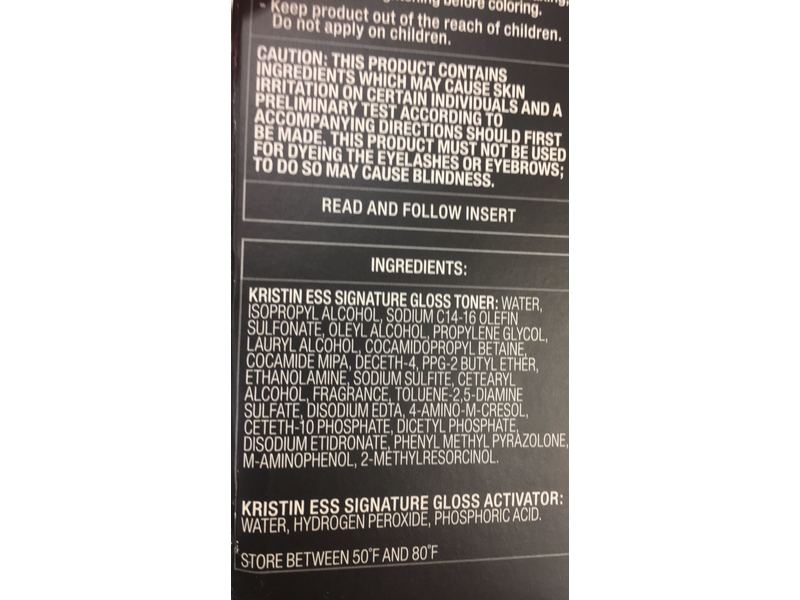 before coloring.
* Keep product out of the reach of children.
Do not apply on children.
CAUTION: THIS PRODUCT CONTAINS
INGREDIENTS WHICH MAY CAUSE SKIN
IRRITATION ON CERTAIN INDIVIDUALS AND A
PRELIMINARY TEST ACCORDING TO
ACCOMPANYING DIRECTIONS SHOULD FIRST
BE MADE. THIS PRODUCT MUST NOT BE USED
FOR DYEING THE EYELASHES OR EYEBROWS;
TO DO SO MAY CAUSE BLINDNESS.
READ AND FOLLOW INSERT
INGREDIENTS:
KRISTIN ESS SIGNATURE GLOSS TONER: WATER,
ISOPROPYL ALCOHOL, SODIUM C14-16 OLEFIN
SULFONATE, OLEYL ALCOHOL, PROPYLENE GLYCOL,
LAURYL ALCOHOL, COCAMIDOPROPYL BETAINE,
COCAMIDE MIPA, DECETH-4, PPG-2 BUTYL ETHER,
ETHANOLAMINE, SODIUM SULFITE, CETEARYL
ALCOHOL, FRAGRANCE, TOLUENE-2,5-DIAMINE
SULFATE, DISODIUM EDTA, 4-AMINO-M-CRESOL,
CETETH-10 PHOSPHATE, DICETYL PHOSPHATE,
DISODIUM ETIDRONATE, PHENYL METHYL PYRAZOLONE,
M-AMINOPHENOL, 2-METHYLRESORCINOL.
KRISTIN ESS SIGNATURE GLOSS ACTIVATOR:
WATER, HYDROGEN PEROXIDE, PHOSPHORIC ACID.
STORE BETWEEN 50°F AND 80°F